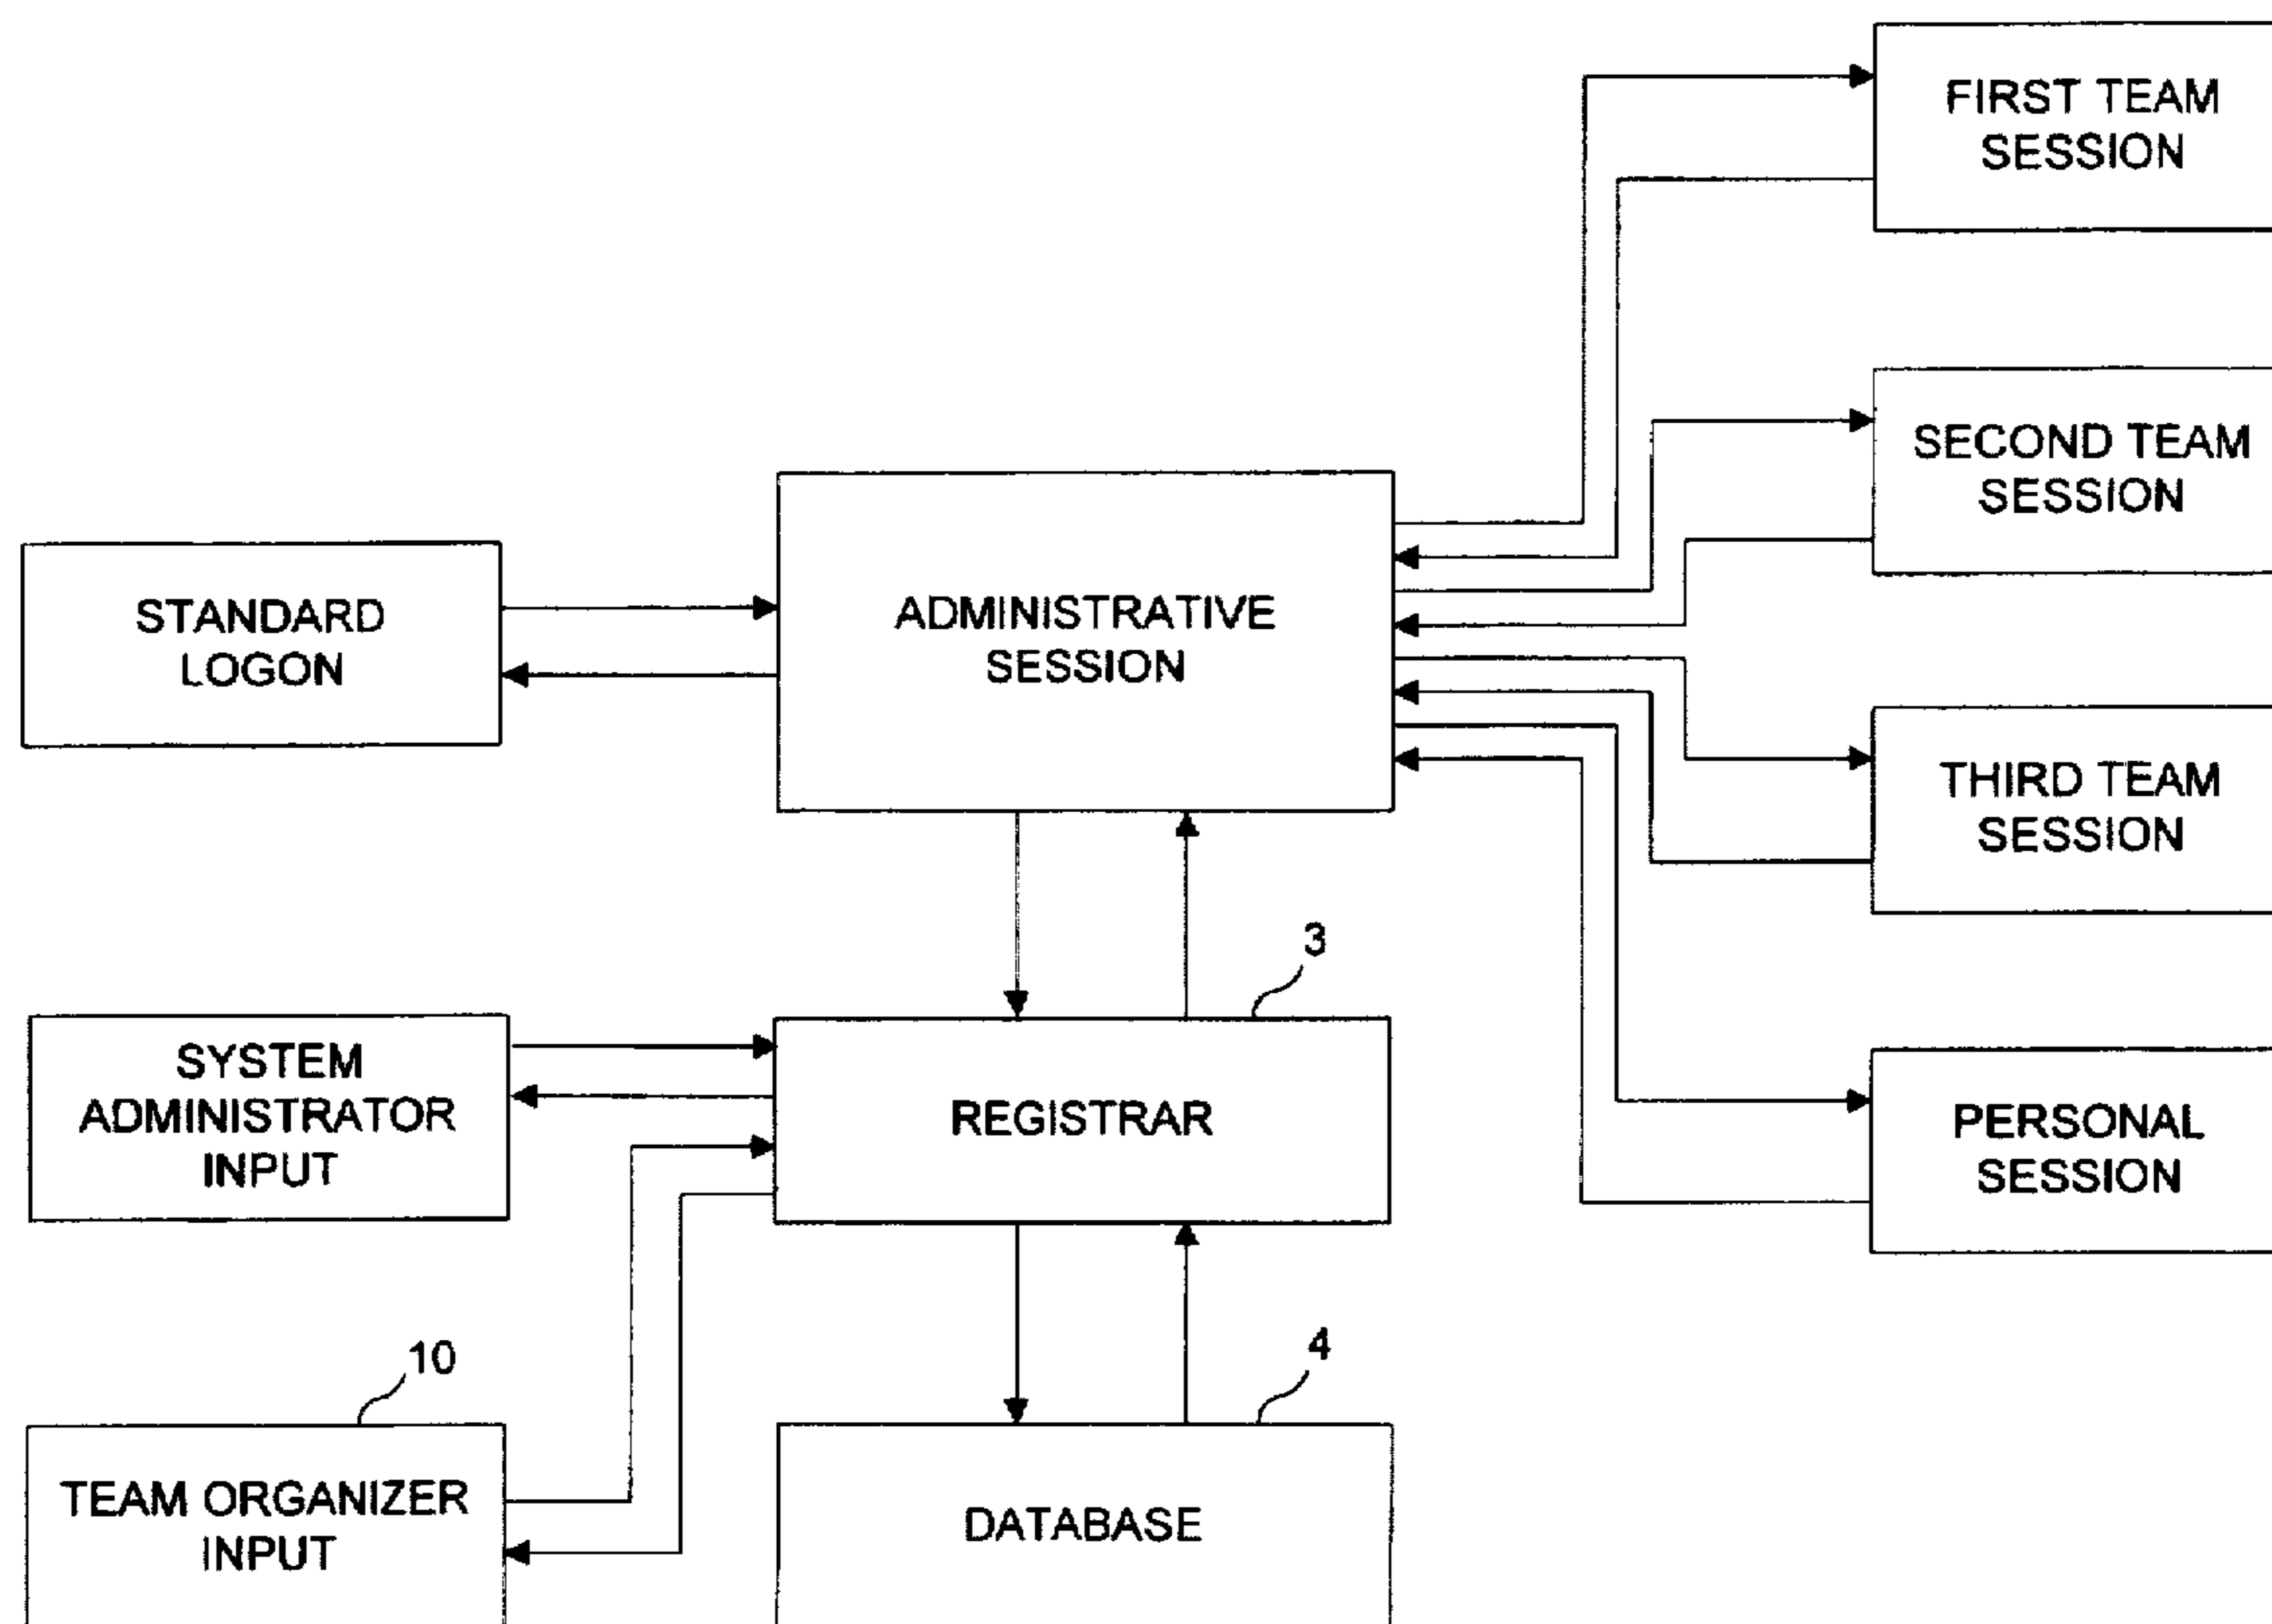 FIRST TEAM
SESSION
SECOND TEAM
SESSION
STANDARD
LOGON
ADMINISTRATIVE
SESSION
THIRD TEAM
SESSION
3
SYSTEM
ADMINISTRATOR
INPUT
REGISTRAR
PERSONAL
SESSION
10
4
TEAM ORGANIZER
INPUT
DATABASE